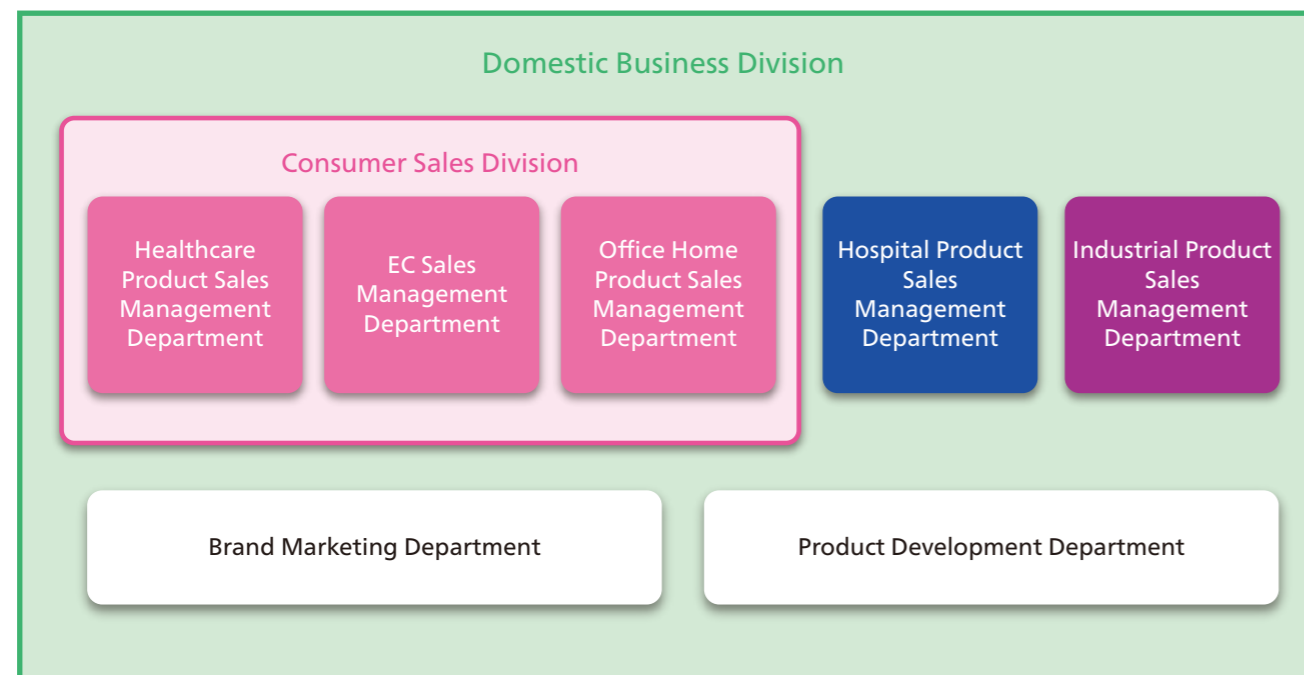 Domestic Business Division
Consumer Sales Division
Healthcare
Product Sales
Management
Department
EC Sales
Management
Department
Office Home
Product Sales
Management
Department
Hospital Product
Sales
Management
Department
Industrial Product
Sales
Management
Department
Brand Marketing Department
Product Development Department